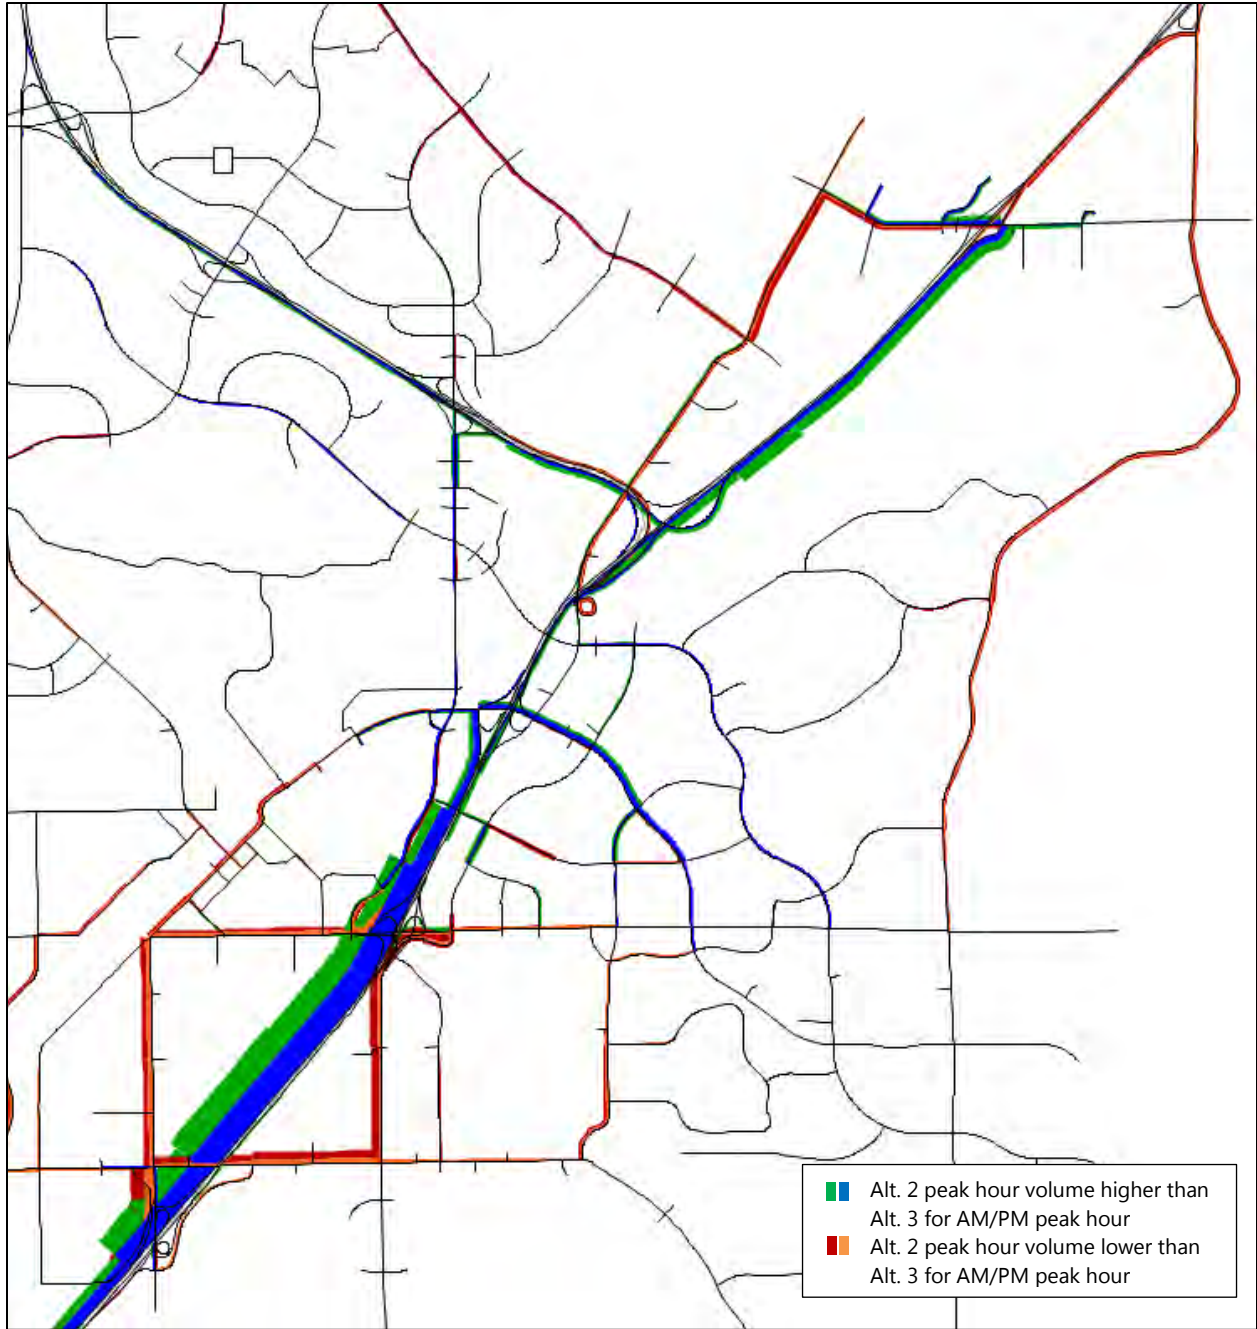 Alt. 2 peak hour volume higher than
Alt. 3 for AM/PM peak hour
Alt. 2 peak hour volume lower than
Alt. 3 for AM/PM peak hour